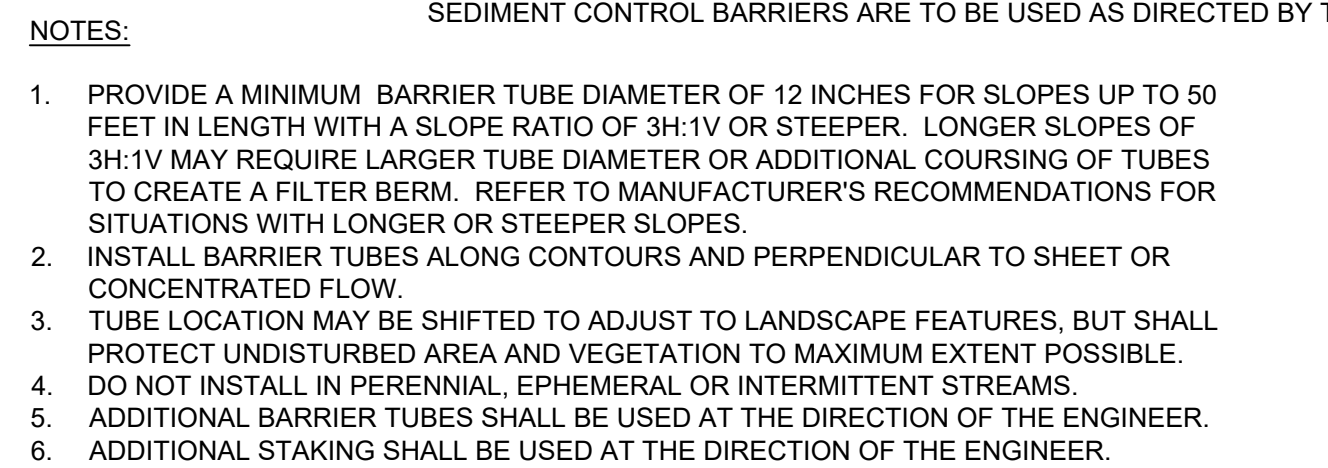 SEDIMENT CONTROL BARRIERS ARE TO BE USED AS DIRECTED BY
NOTES:
1. PROVIDE A MINIMUM BARRIER TUBE DIAMETER OF 12 INCHES FOR SLOPES UP TO 50
FEET IN LENGTH WITH A SLOPE RATIO OF 3H:1V OR STEEPER. LONGER SLOPES OF
3H:1V MAY REQUIRE LARGER TUBE DIAMETER OR ADDITIONAL COURSING OF TUBES
TO CREATE A FILTER BERM. REFER TO MANUFACTURER'S RECOMMENDATIONS FOR
SITUATIONS WITH LONGER OR STEEPER SLOPES.
2. INSTALL BARRIER TUBES ALONG CONTOURS AND PERPENDICULAR TO SHEET OR
CONCENTRATED FLOW.
3. TUBE LOCATION MAY BE SHIFTED TO ADJUST TO LANDSCAPE FEATURES, BUT SHALL
PROTECT UNDISTURBED AREA AND VEGETATION TO MAXIMUM EXTENT POSSIBLE.
4. DO NOT INSTALL IN PERENNIAL, EPHEMERAL OR INTERMITTENT STREAMS.
5. ADDITIONAL BARRIER TUBES SHALL BE USED AT THE DIRECTION OF THE ENGINEER.
6. ADDITIONAL STAKING SHALL BE USED AT THE DIRECTION OF THE ENGINEER.